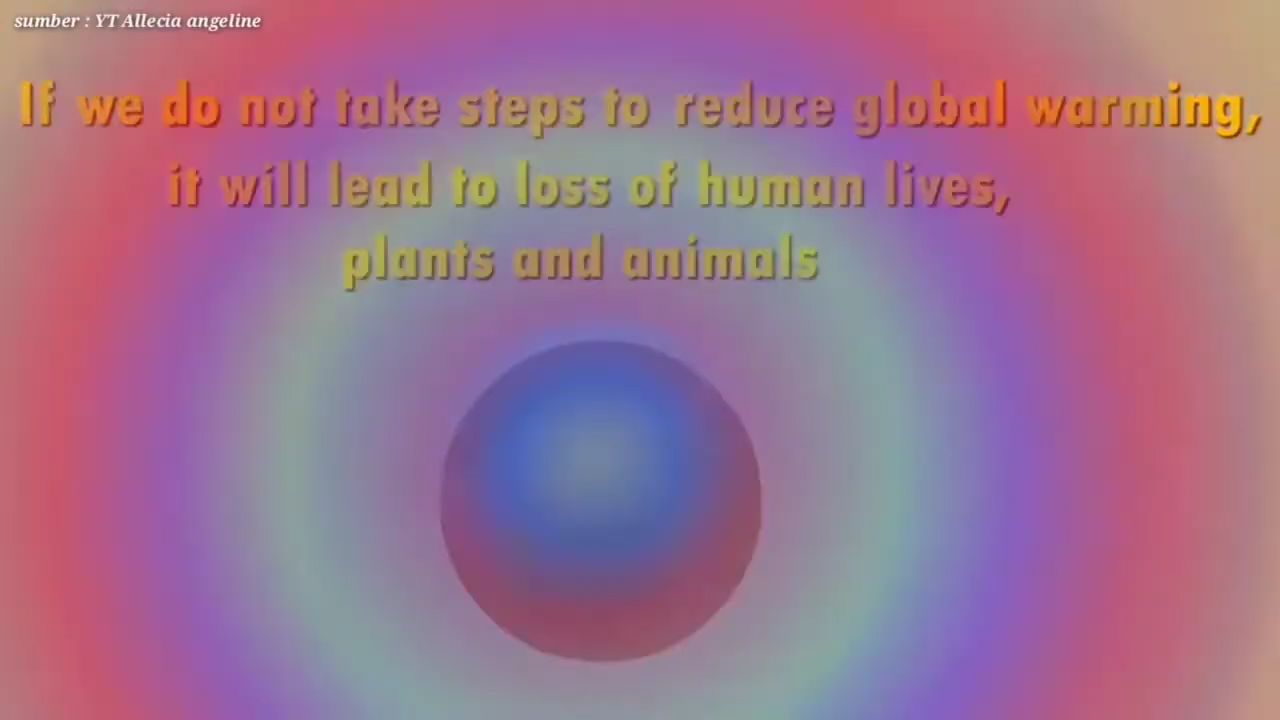 sumber : YT Allecia angeline
If we do not take steps to reduce global warming,
it will lead to loss of human lives,
plants and animals